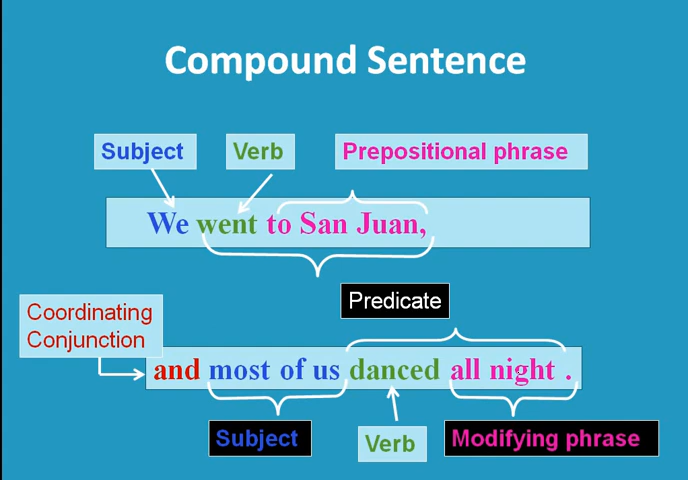 Compound Sentence
Subject
Verb
Prepositional phrase
We went to San Juan,
Predicate
Coordinating
Conjunction
and most of us danced all night .
Subject
Verb
Modifying phrase